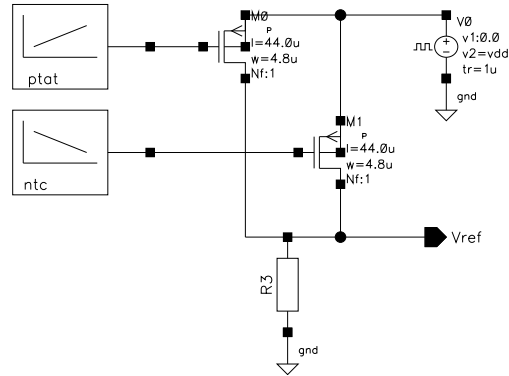 ptat
M0
P
l=44.0u
w=4.8u
Nf:1
V0
v1:0.0
v2=vdd
tr=1u
gnd
ntc
M1
P
l=44.0u
w=4.8u
Nf:1
Vref
R3
gnd